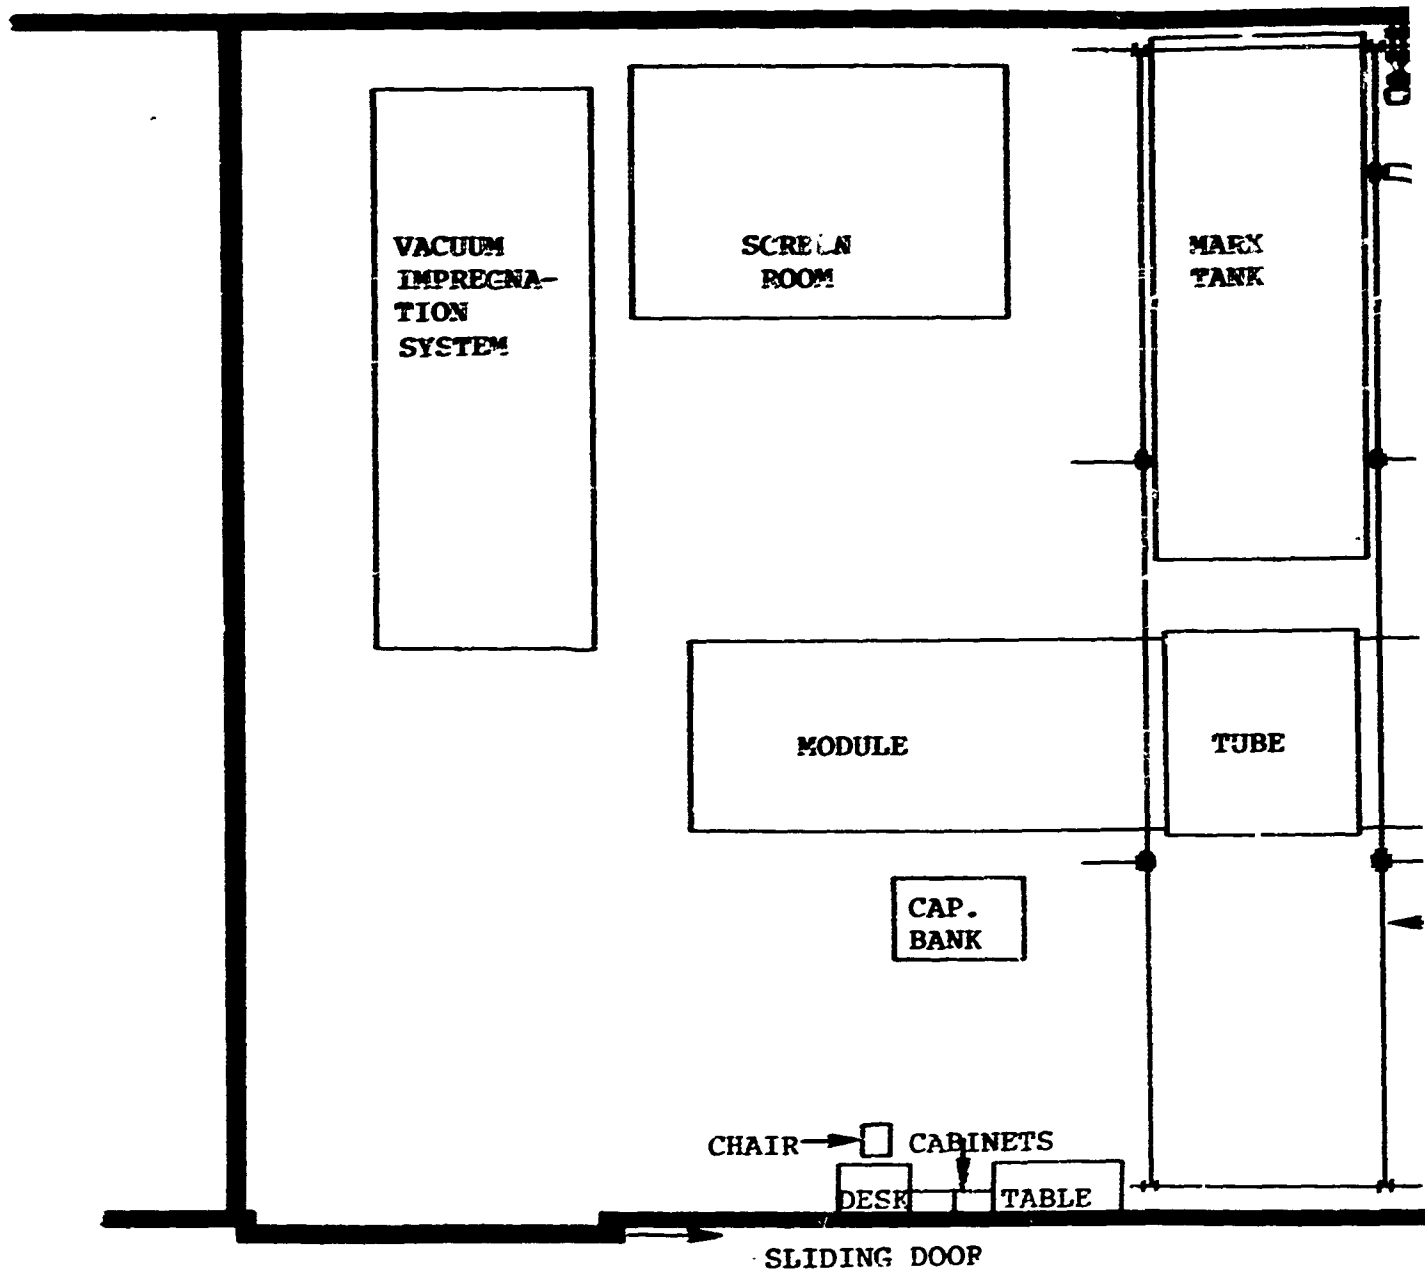 VACUUM
IMPREGNA-
TION
SYSTEM
SCREEN
ROOM
MARX
TANK
MODULE
TUBE
CAP.
BANK
CHAIR
CABINETS
DESK
TABLE
SLIDING DOOR